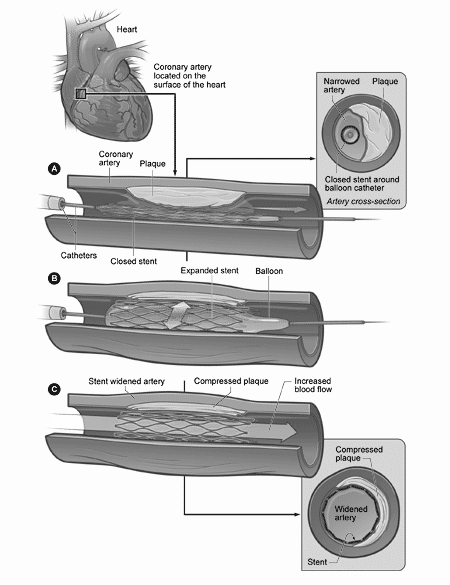 Heart
Coronary artery
located on the
surface of the heart
Narrowed
artery
Plaque
Closed stent around
balloon catheter
Artery cross-section
A
Coronary
artery
Plaque
Catheters
Closed stent
B
Expanded stent
Balloon
C
Stent widened artery
Compressed plaque
Increased
blood flow
Compressed
plaque
Widened
artery
Stent